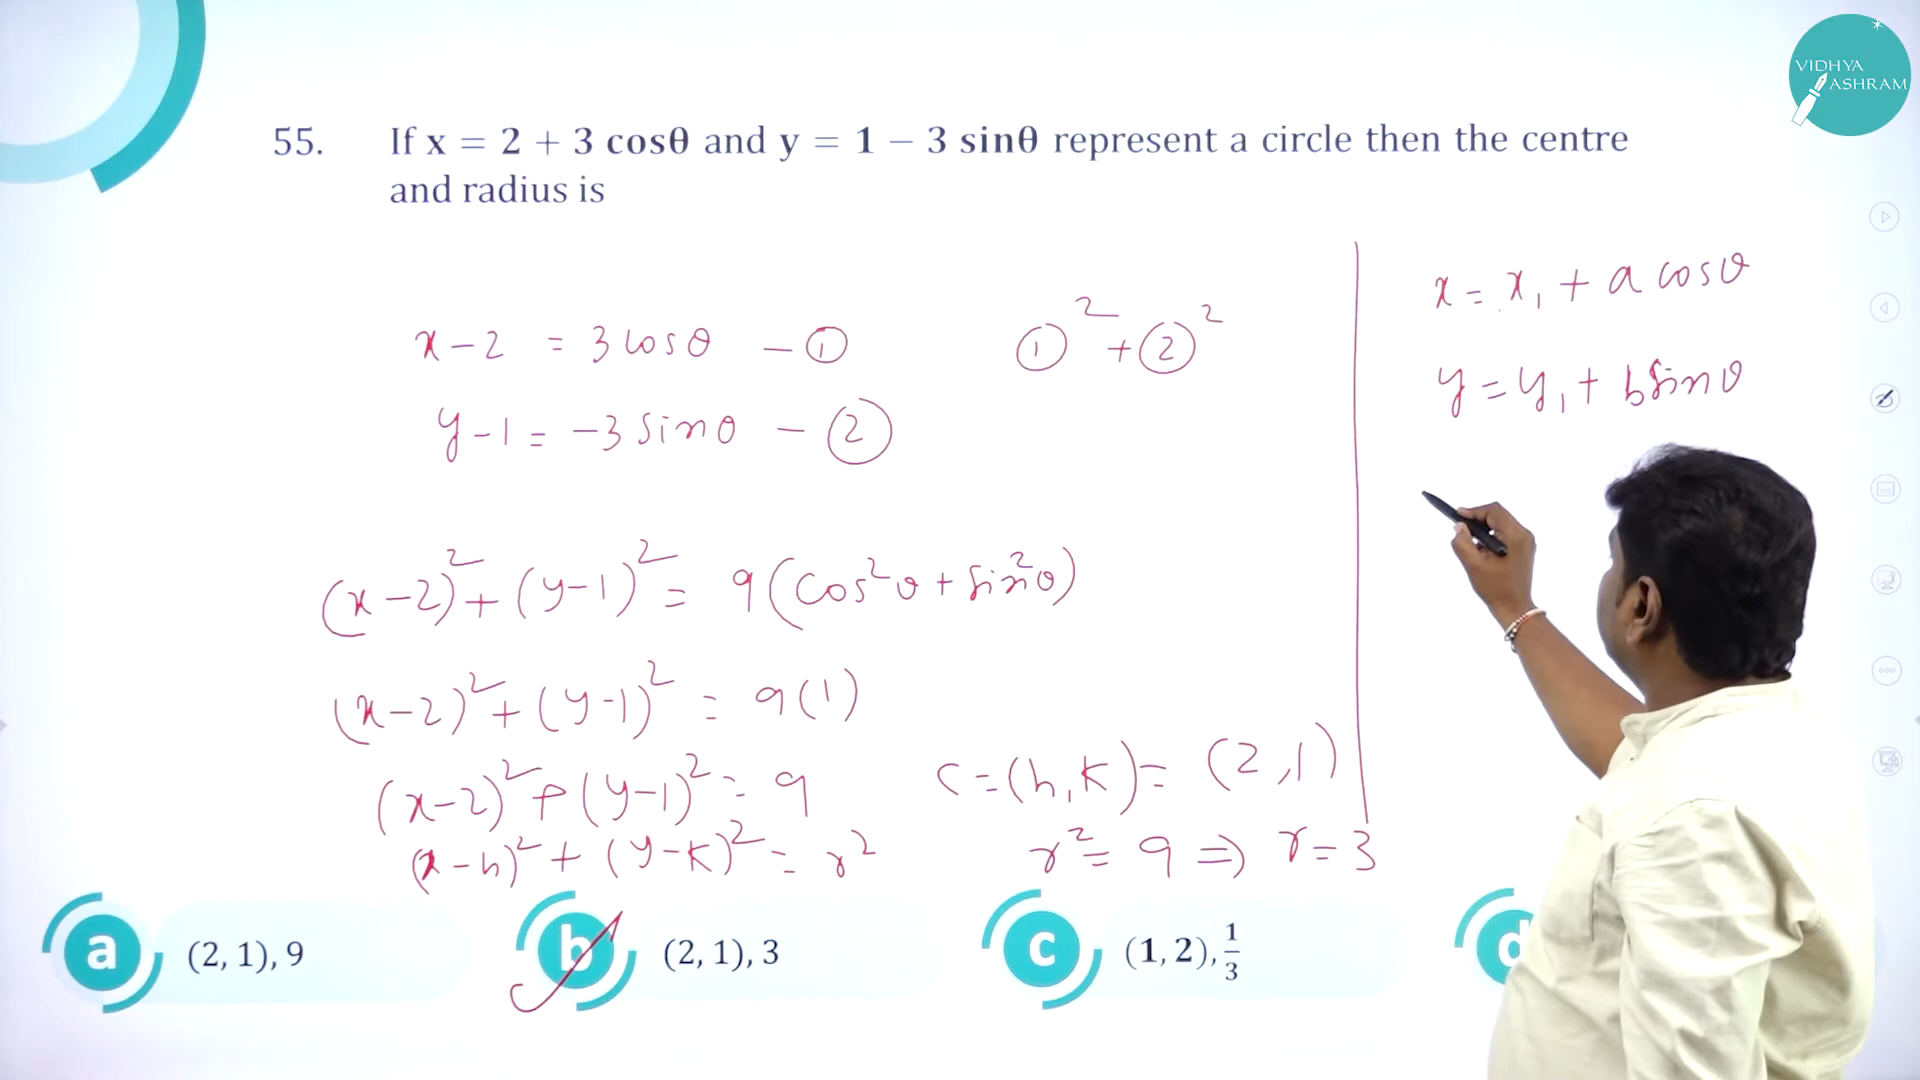 VIDHYA
ASHRAM
55. If x = 2 + 3 cosθ and y = 1 − 3 sinθ represent a circle then the centre
and radius is
x − 2 = 3 cosθ − ①
y − 1 = −3 sinθ − ②
①² + ②²
(x − 2)² + (y − 1)² = 9(cos²θ + sin²θ)
(x − 2)² + (y − 1)² = 9(1)
(x − 2)² + (y − 1)² = 9
(x − h)² + (y − k)² = r²
c = (h, k) = (2, 1)
r² = 9 ⇒ r = 3
x = x₁ + a cosθ
y = y₁ + b sinθ
a (2, 1), 9
b (2, 1), 3
c (1, 2), 1/3
d